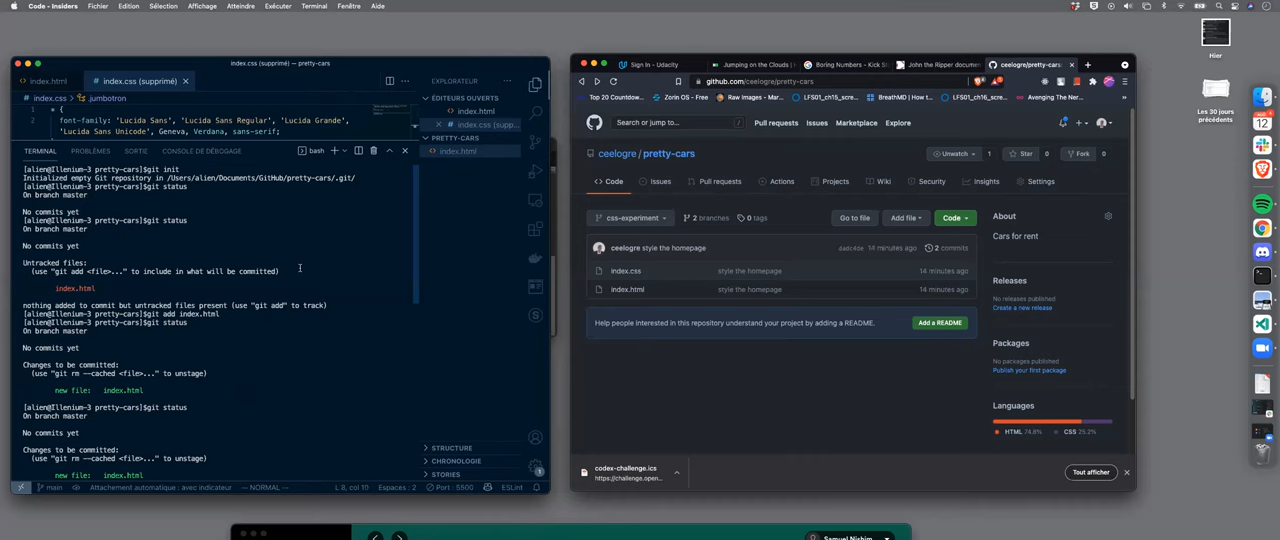 Code - Insiders Fichier Edition Sélection Affichage Atteindre Exécuter Terminal Fenêtre Aide
AUG
12
Hier
Les 30 jours
précédents
index.css (supprimé) — pretty-cars
index.html index.css (supprimé)
index.css > .jumbotron
1 {
2 font-family: 'Lucida Sans', 'Lucida Sans Regular', 'Lucida Grande',
'Lucida Sans Unicode', Geneva, Verdana, sans-serif;
TERMINAL PROBLÈMES SORTIE CONSOLE DE DÉBOGAGE bash
[alien@Illenium-3 pretty-cars]$git init
Initialized empty Git repository in /Users/alien/Documents/GitHub/pretty-cars/.git/
[alien@Illenium-3 pretty-cars]$git status
On branch master
No commits yet
[alien@Illenium-3 pretty-cars]$git status
On branch master
No commits yet
Untracked files:
(use "git add <file>..." to include in what will be committed)
index.html
nothing added to commit but untracked files present (use "git add" to track)
[alien@Illenium-3 pretty-cars]$git add index.html
[alien@Illenium-3 pretty-cars]$git status
On branch master
No commits yet
Changes to be committed:
(use "git rm --cached <file>..." to unstage)
new file: index.html
[alien@Illenium-3 pretty-cars]$git status
On branch master
No commits yet
Changes to be committed:
(use "git rm --cached <file>..." to unstage)
new file: index.html
EXPLORATEUR
ÉDITEURS OUVERTS
index.html
index.css (supp...
PRETTY-CARS
index.html
STRUCTURE
CHRONOLOGIE
STORIES
1
main Attachement automatique : avec indicateur -- NORMAL -- L 8, col 10 Espaces : 2 Port : 5500 ESLint
Sign In - Udacity Jumping on the Clouds | Boring Numbers - Kick St John the Ripper documen ceelogre/pretty-cars
github.com/ceelogre/pretty-cars
Top 20 Countdow... Zorin OS - Free Raw Images - Mar... LFS01_ch15_scre... BreathMD | How t... LFS01_ch16_scre... Avenging The Ner...
Search or jump to... / Pull requests Issues Marketplace Explore
ceelogre / pretty-cars
Unwatch 1 Star 0 Fork 0
Code Issues Pull requests Actions Projects Wiki Security Insights Settings
css-experiment 2 branches 0 tags Go to file Add file Code
ceelogre style the homepage dadc4de 14 minutes ago 2 commits
index.css style the homepage 14 minutes ago
index.html style the homepage 14 minutes ago
Help people interested in this repository understand your project by adding a README. Add a README
About
Cars for rent
Releases
No releases published
Create a new release
Packages
No packages published
Publish your first package
Languages
HTML 74.8% CSS 25.2%
codex-challenge.ics
https://challenge.open...
Tout afficher
Samuel Nishim